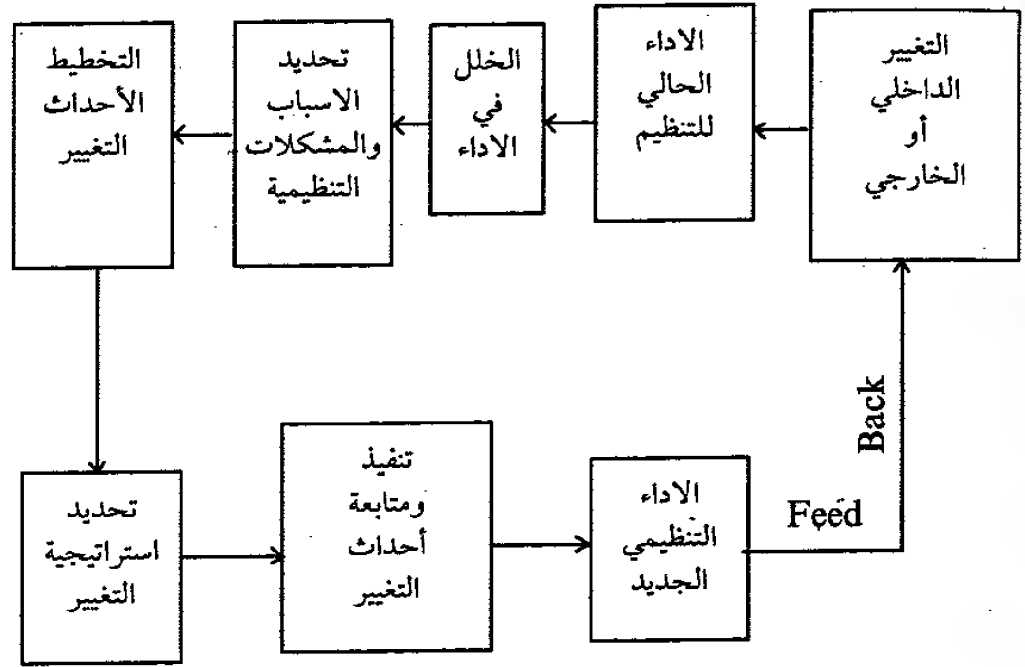 التغيير
الداخلي
أو
الخارجي
الاداء
الحالي
للتنظيم
الخلل
في
الاداء
تحديد
الاسباب
والمشكلات
التنظيمية
التخطيط
الأحداث
التغيير
تحديد
استراتيجية
التغيير
تنفيذ
ومتابعة
أحداث
التغيير
الاداء
التنظيمي
الجديد
Feed
Back